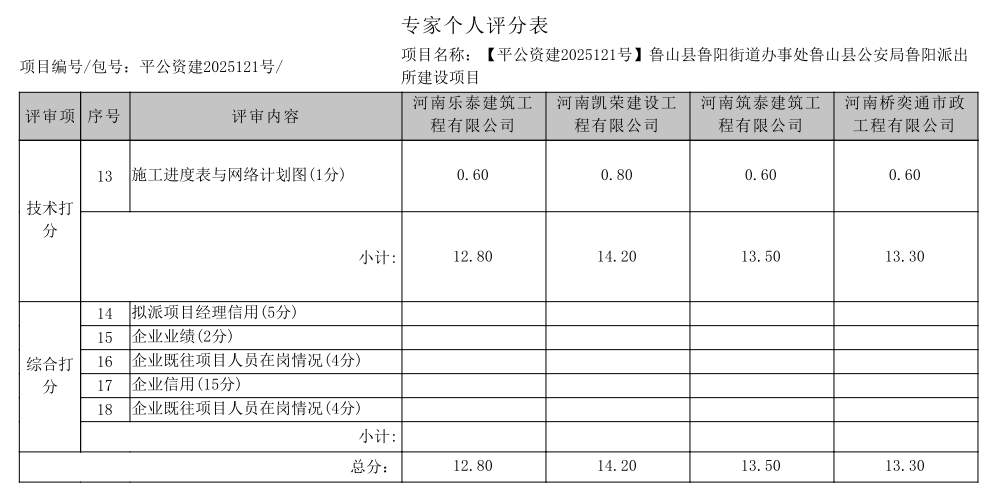 专家个人评分表
项目编号/包号：平公资建2025121号/
项目名称：【平公资建2025121号】鲁山县鲁阳街道办事处鲁山县公安局鲁阳派出
所建设项目
评审项 序号 评审内容 河南乐泰建筑工 河南凯荣建设工 河南筑泰建筑工 河南桥奕通市政
程有限公司 程有限公司 程有限公司 工程有限公司
13 施工进度表与网络计划图(1分) 0.60 0.80 0.60 0.60
技术打
分
小计: 12.80 14.20 13.50 13.30
14 拟派项目经理信用(5分)
15 企业业绩(2分)
综合打
分
16 企业既往项目人员在岗情况(4分)
17 企业信用(15分)
18 企业既往项目人员在岗情况(4分)
小计:
总分： 12.80 14.20 13.50 13.30